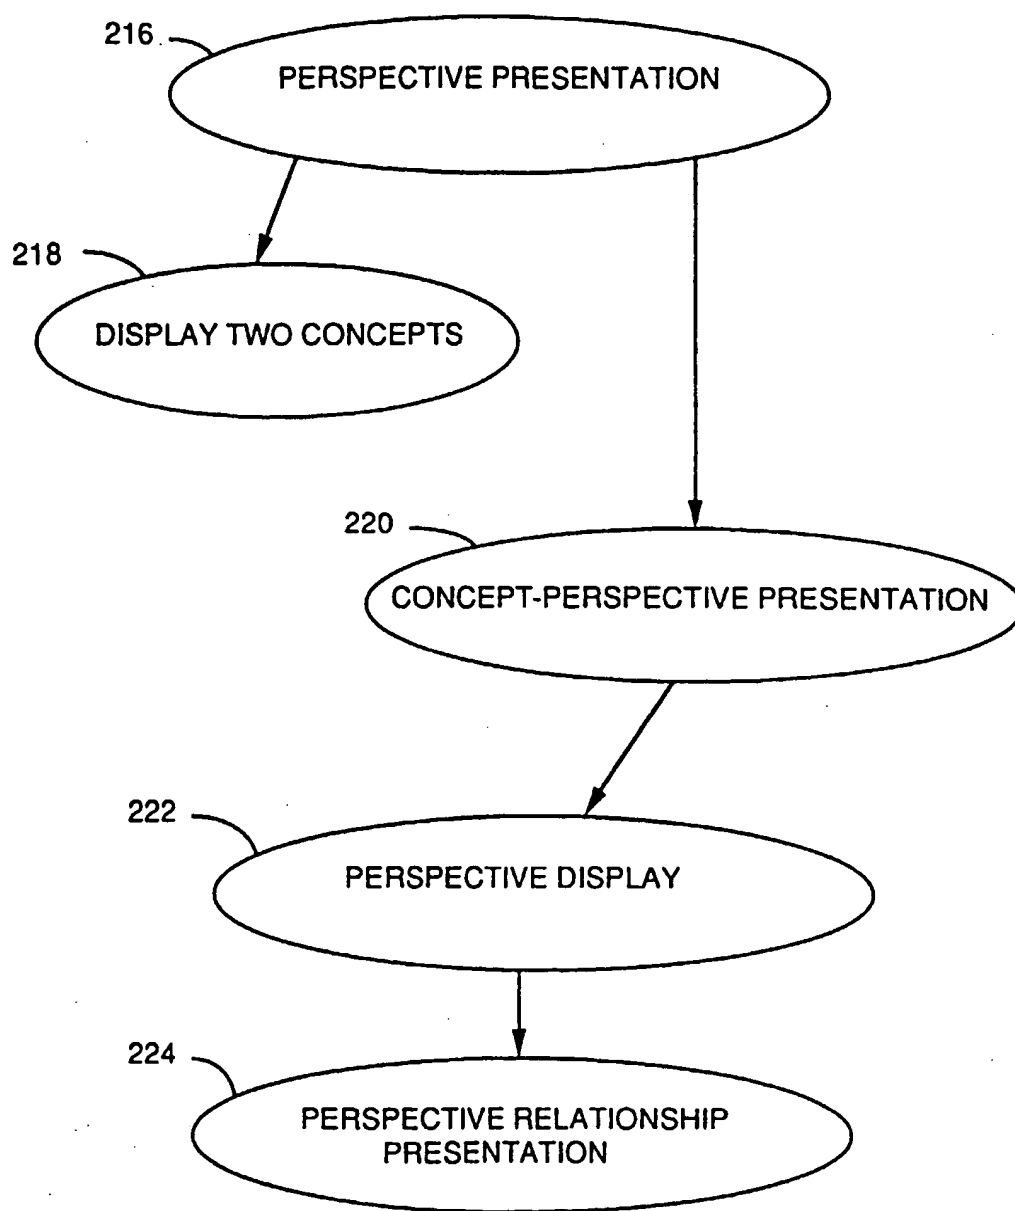 216
PERSPECTIVE PRESENTATION
218
DISPLAY TWO CONCEPTS
220
CONCEPT-PERSPECTIVE PRESENTATION
222
PERSPECTIVE DISPLAY
224
PERSPECTIVE RELATIONSHIP
PRESENTATION